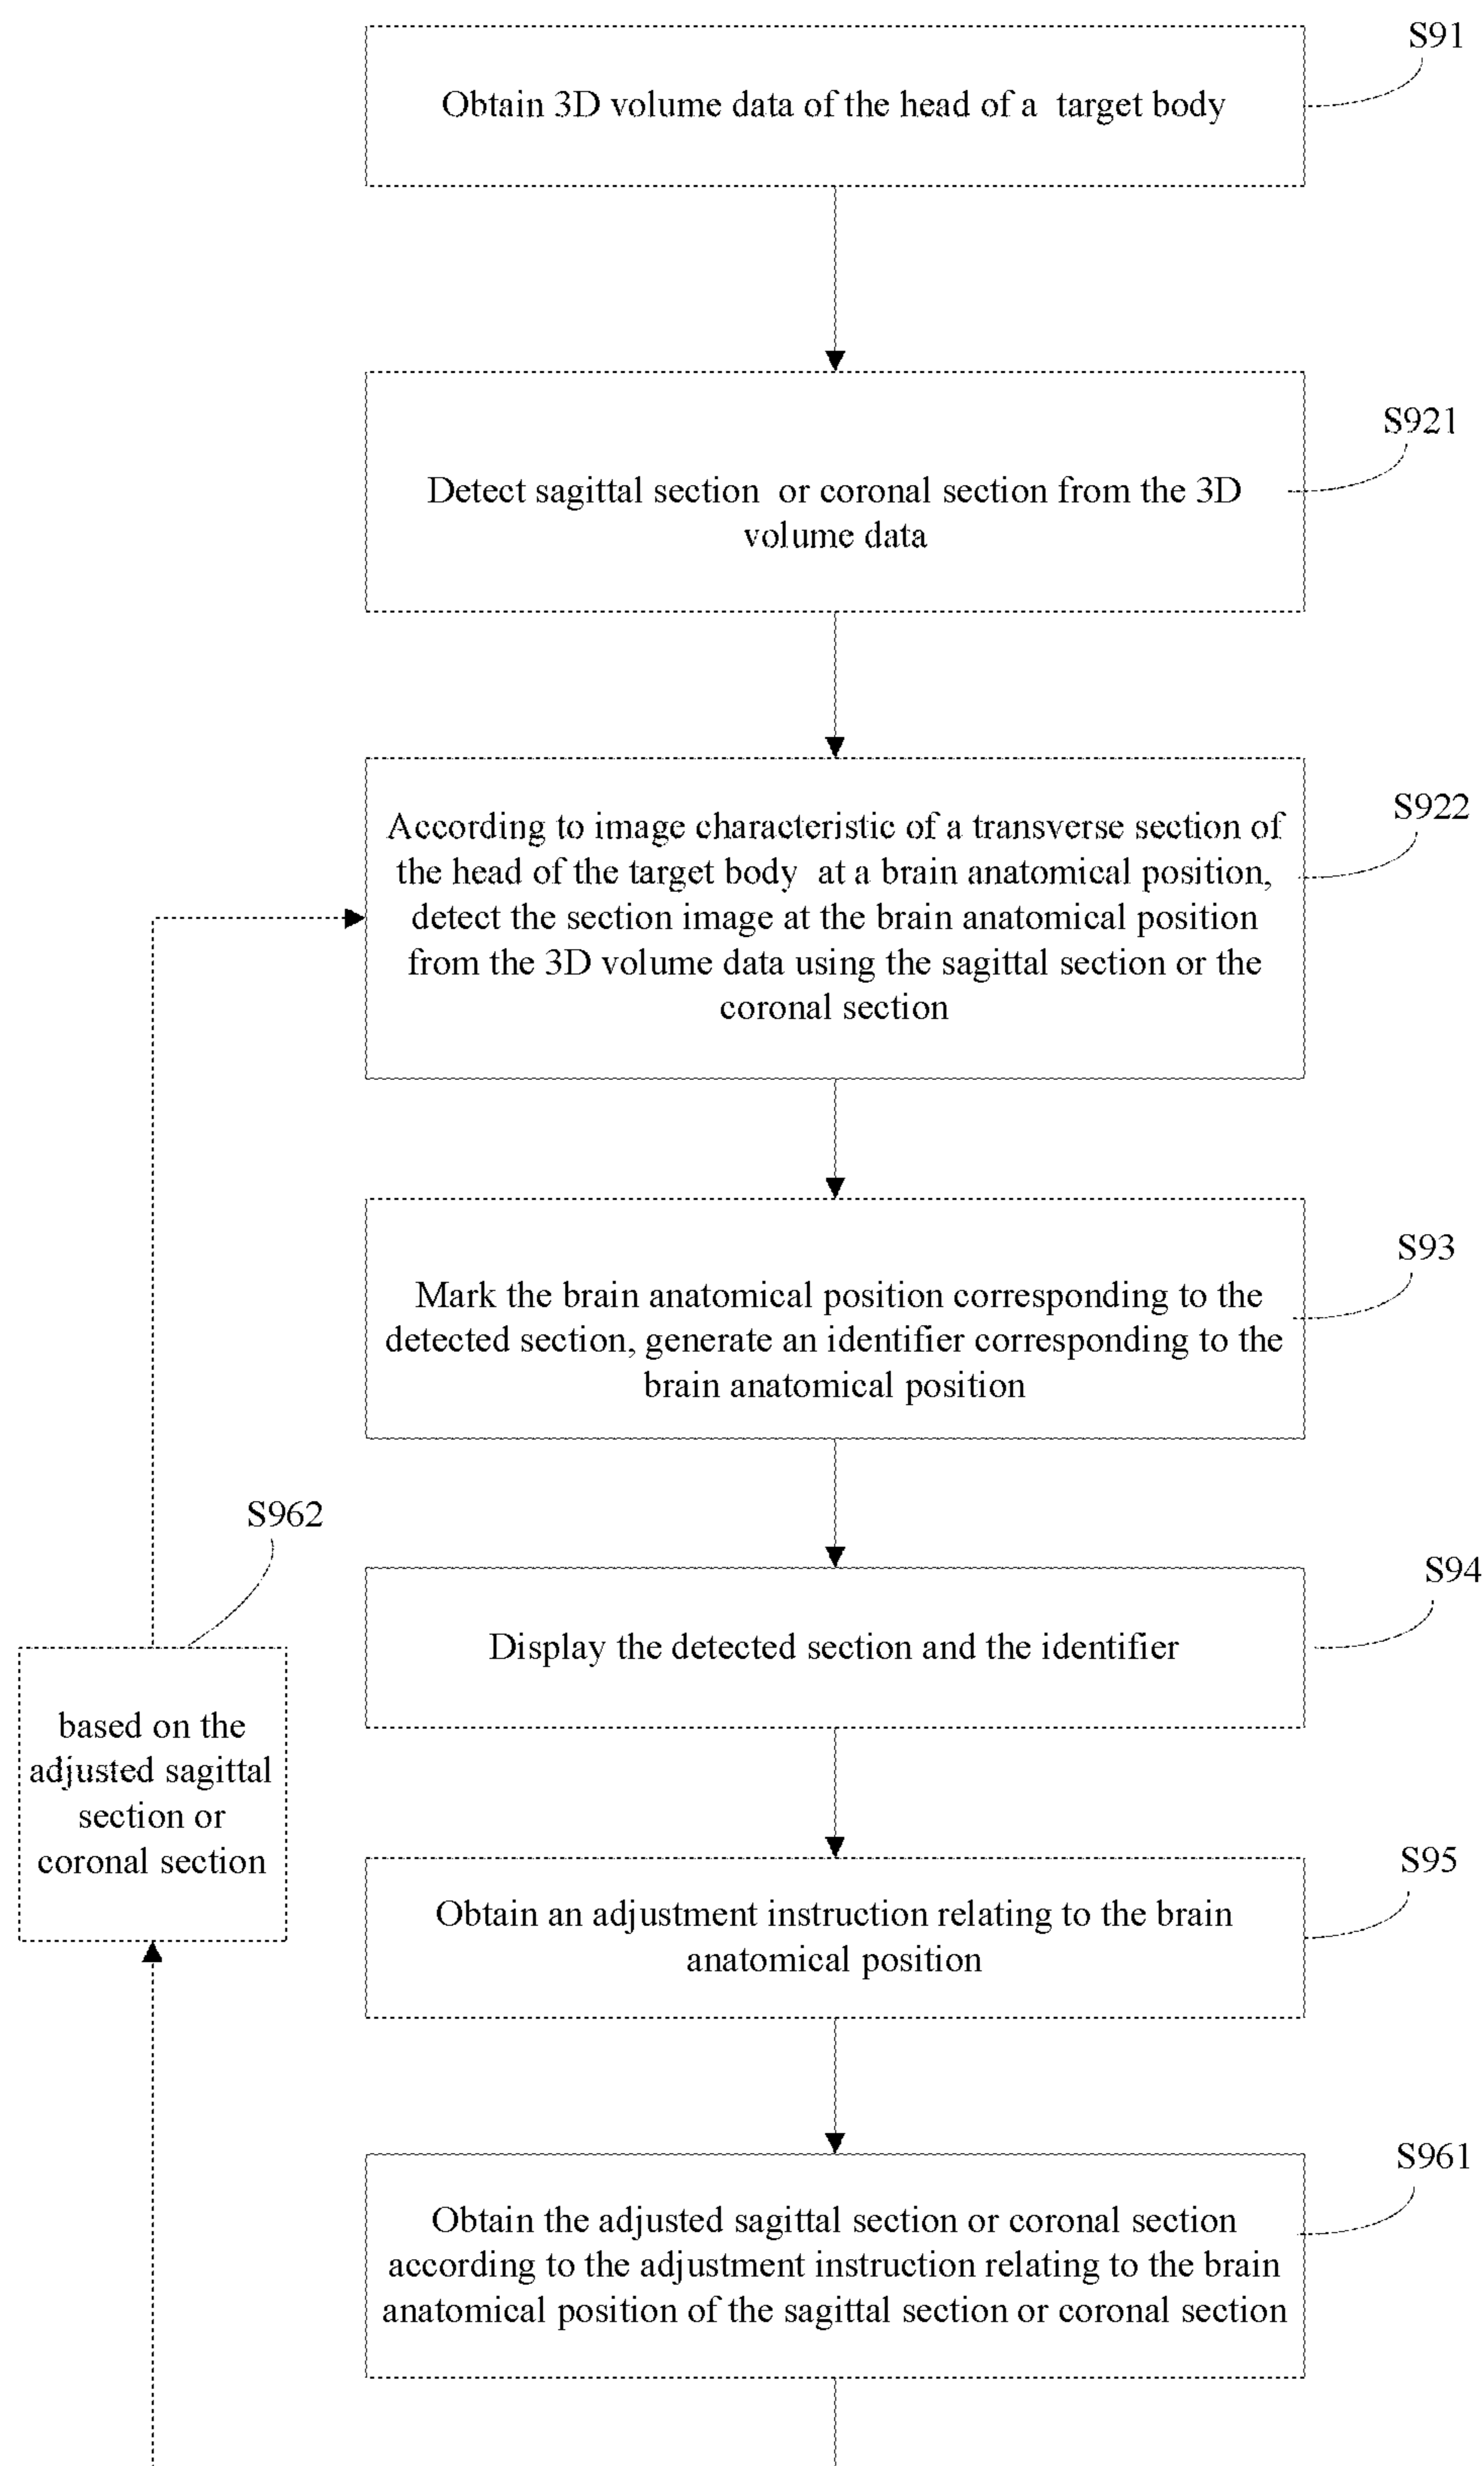 S91
Obtain 3D volume data of the head of a target body
S921
Detect sagittal section or coronal section from the 3D
volume data
S922
According to image characteristic of a transverse section of
the head of the target body at a brain anatomical position,
detect the section image at the brain anatomical position
from the 3D volume data using the sagittal section or the
coronal section
S93
Mark the brain anatomical position corresponding to the
detected section, generate an identifier corresponding to the
brain anatomical position
S962
S94
Display the detected section and the identifier
based on the
adjusted sagittal
section or
coronal section
S95
Obtain an adjustment instruction relating to the brain
anatomical position
S961
Obtain the adjusted sagittal section or coronal section
according to the adjustment instruction relating to the brain
anatomical position of the sagittal section or coronal section